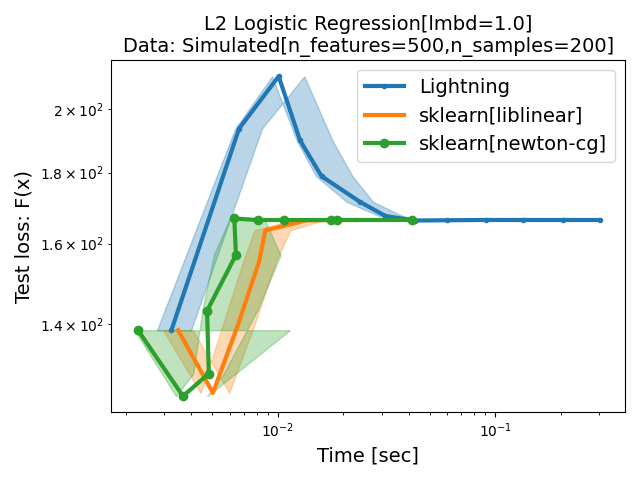 L2 Logistic Regression[lmbd=1.0]
Data: Simulated[n_features=500,n_samples=200]
Test loss: F(x)
2 × 10²
1.8 × 10²
1.6 × 10²
1.4 × 10²
Lightning
sklearn[liblinear]
sklearn[newton-cg]
10⁻² 10⁻¹
Time [sec]